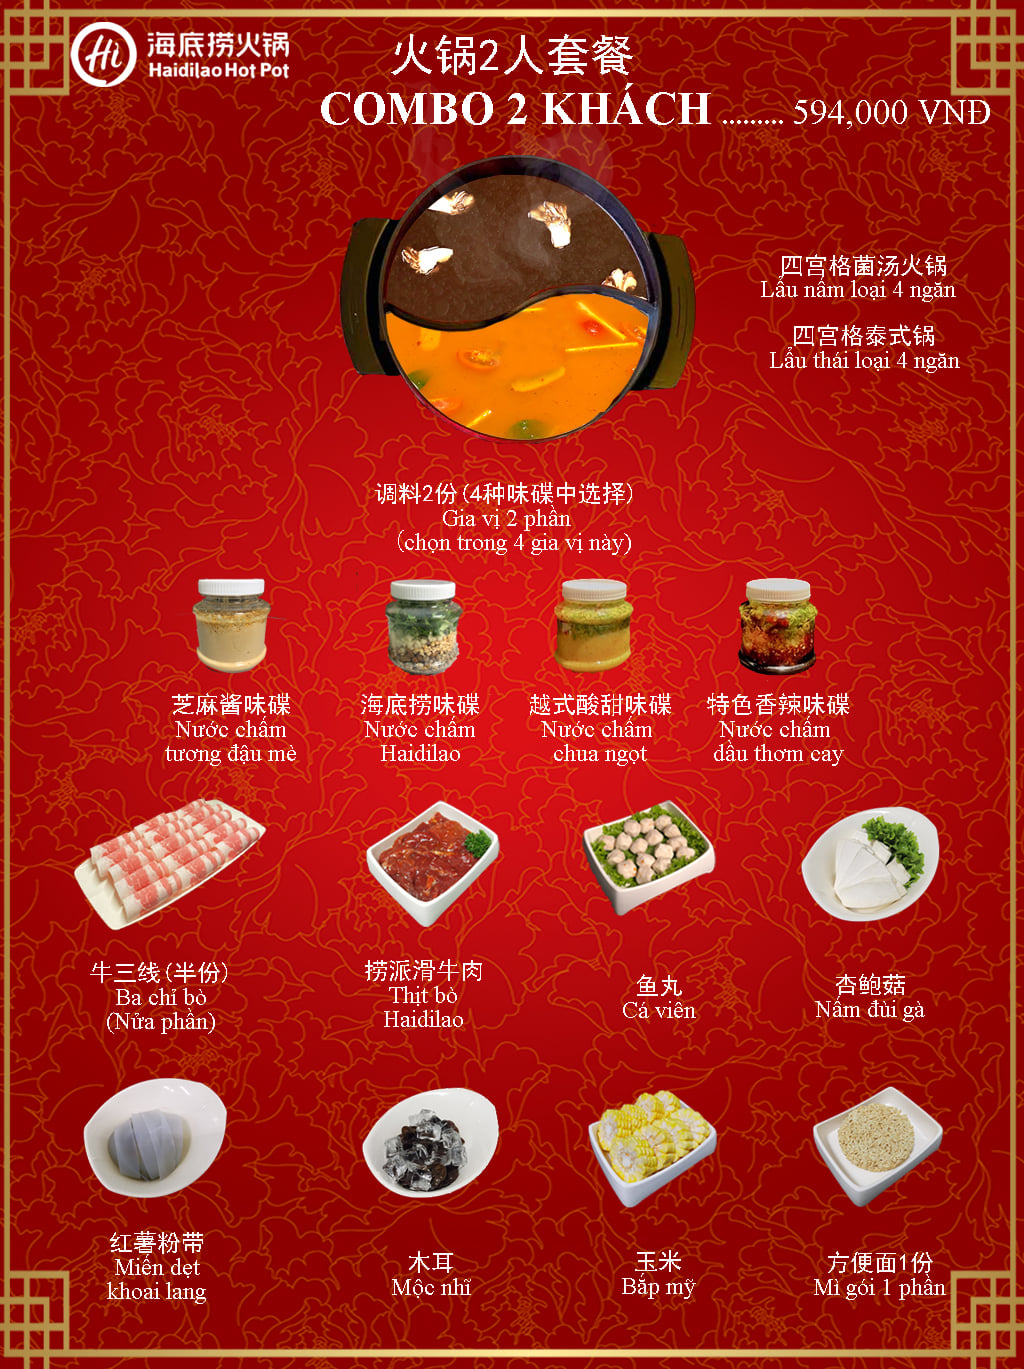 海底捞火锅
Haidilao Hot Pot
火锅2人套餐
COMBO 2 KHÁCH ......... 594,000 VNĐ
四宫格菌汤火锅
Lẩu nấm loại 4 ngăn
四宫格泰式锅
Lẩu thái loại 4 ngăn
调料2份(4种味碟中选择)
Gia vị 2 phần
(chọn trong 4 gia vị này)
芝麻酱味碟
Nước chấm
tương đậu mè
海底捞味碟
Nước chấm
Haidilao
越式酸甜味碟
Nước chấm
chua ngọt
特色香辣味碟
Nước chấm
dầu thơm cay
牛三线(半份)
Ba chỉ bò
(Nửa phần)
捞派滑牛肉
Thịt bò
Haidilao
鱼丸
Cá viên
杏鲍菇
Nấm đùi gà
红薯粉带
Miến dẹt
khoai lang
木耳
Mộc nhĩ
玉米
Bắp mỹ
方便面1份
Mì gói 1 phần